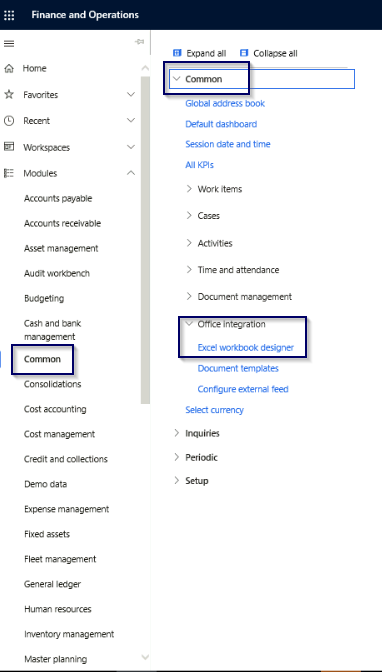 Finance and Operations
Home
Favorites
Recent
Workspaces
Modules
Accounts payable
Accounts receivable
Asset management
Audit workbench
Budgeting
Cash and bank
management
Common
Consolidations
Cost accounting
Cost management
Credit and collections
Demo data
Expense management
Fixed assets
Fleet management
General ledger
Human resources
Inventory management
Master planning
Expand all Collapse all
Common
Global address book
Default dashboard
Session date and time
All KPIs
Work items
Cases
Activities
Time and attendance
Document management
Office integration
Excel workbook designer
Document templates
Configure external feed
Select currency
Inquiries
Periodic
Setup